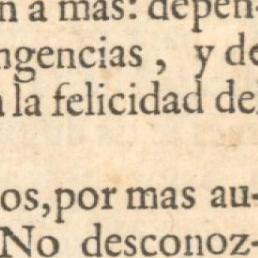 n a mas: depen-
ngencias, y de
a la felicidad del
os, por mas au-
No desconoz-